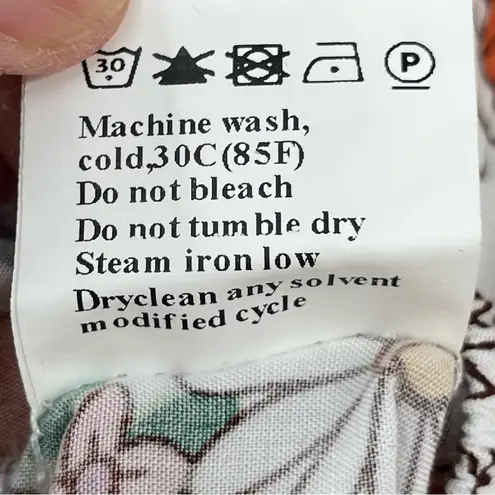 30 P
Machine wash,
cold,30C(85F)
Do not bleach
Do not tumble dry
Steam iron low
Dryclean any solvent
modified cycle